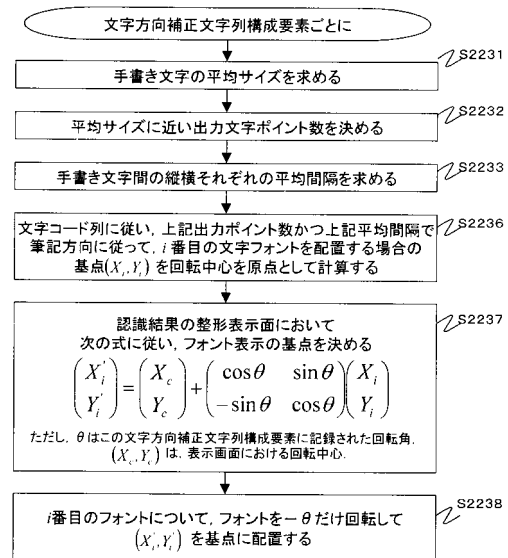 文字方向補正文字列構成要素ごとに
S2231
手書き文字の平均サイズを求める
S2232
平均サイズに近い出力文字ポイント数を決める
S2233
手書き文字間の縦横それぞれの平均間隔を求める
S2236
文字コード列に従い，上記出力ポイント数かつ上記平均間隔で
筆記方向に従って，i番目の文字フォントを配置する場合の
基点(X_i,Y_i)を回転中心を原点として計算する
S2237
認識結果の整形表示面において
次の式に従い，フォント表示の基点を決める
(X_i' Y_i') = (X_c Y_c) + (cosθ sinθ -sinθ cosθ)(X_i Y_i)
ただし，θはこの文字方向補正文字列構成要素に記録された回転角，
(X_c,Y_c)は，表示画面における回転中心．
S2238
i番目のフォントについて，フォントを－θだけ回転して
(X_i',Y_i')を基点に配置する